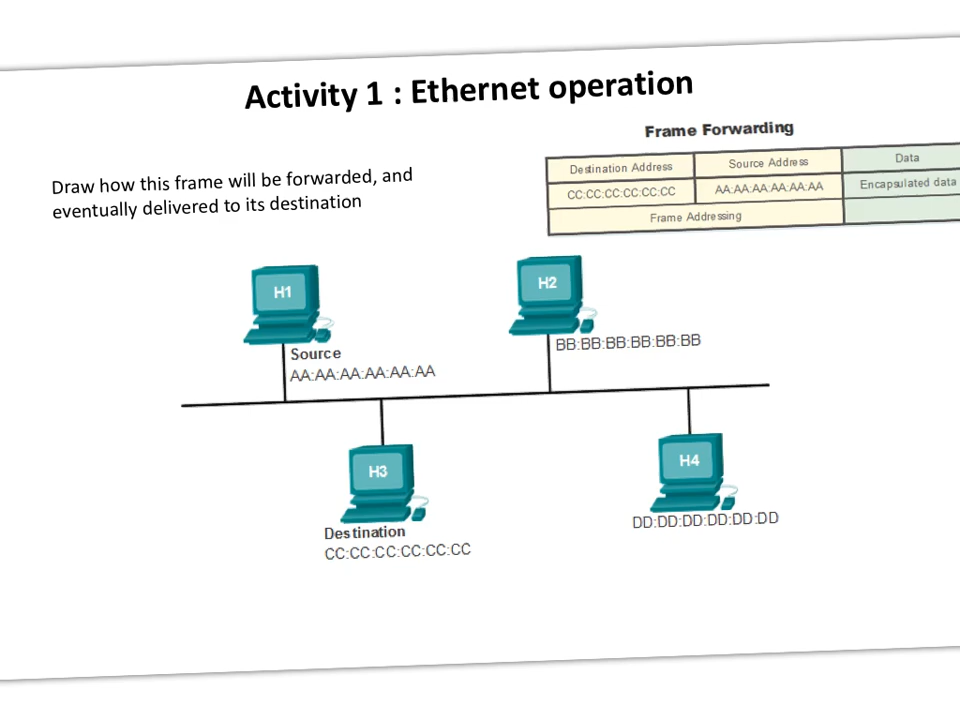 Activity 1 : Ethernet operation
Frame Forwarding
Draw how this frame will be forwarded, and
eventually delivered to its destination
Destination Address Source Address Data
CC:CC:CC:CC:CC:CC AA:AA:AA:AA:AA:AA Encapsulated data
Frame Addressing
H1
H2
BB:BB:BB:BB:BB:BB
Source
AA:AA:AA:AA:AA:AA
H3
H4
Destination
CC:CC:CC:CC:CC:CC
DD:DD:DD:DD:DD:DD